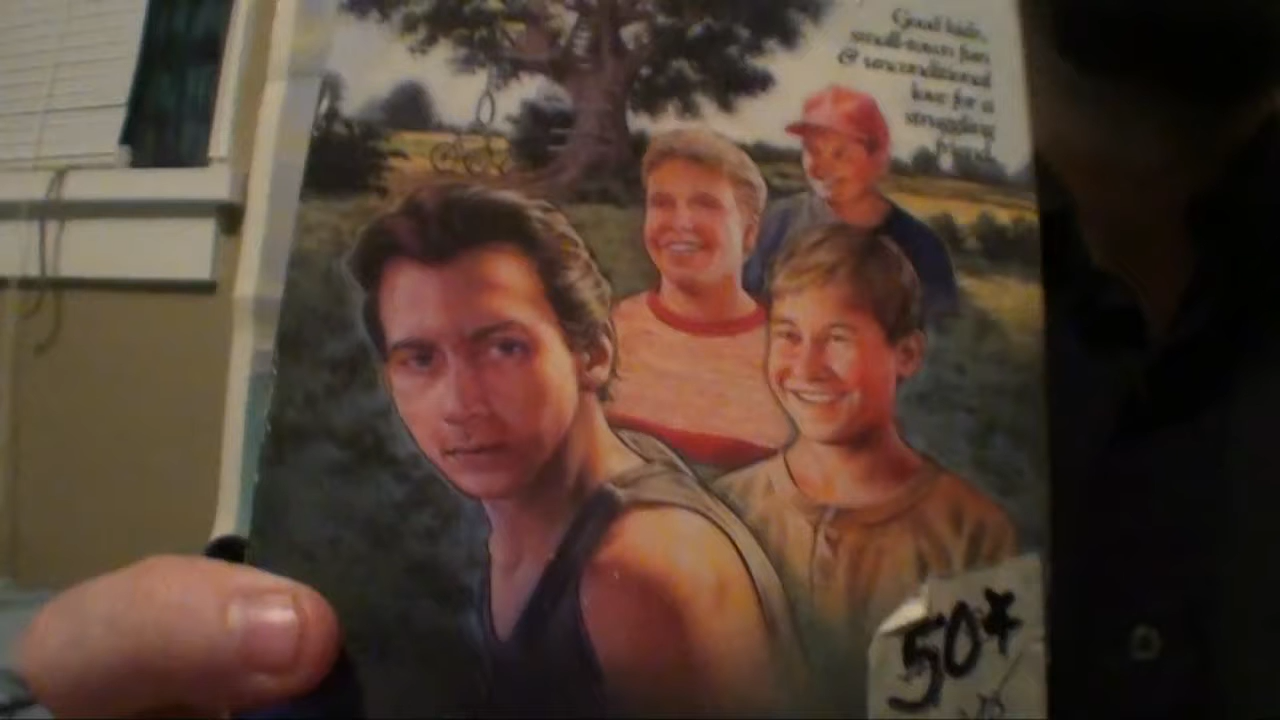 Good kids,
small-town fun
& unconditional
love for a
struggling
friend.
50¢